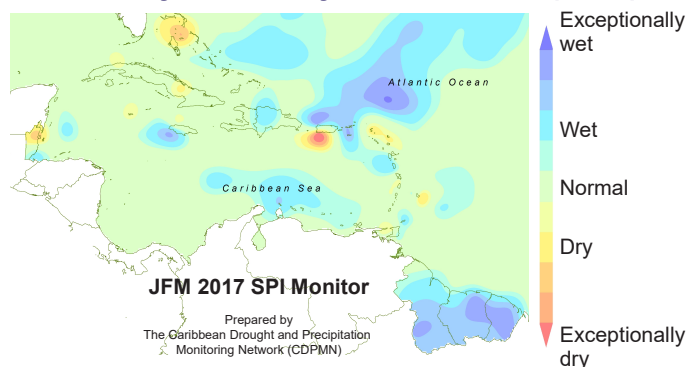 Exceptionally
wet
Atlantic Ocean
Wet
Caribbean Sea
Normal
Dry
JFM 2017 SPI Monitor
Prepared by
The Caribbean Drought and Precipitation
Monitoring Network (CDPMN)
Exceptionally
dry